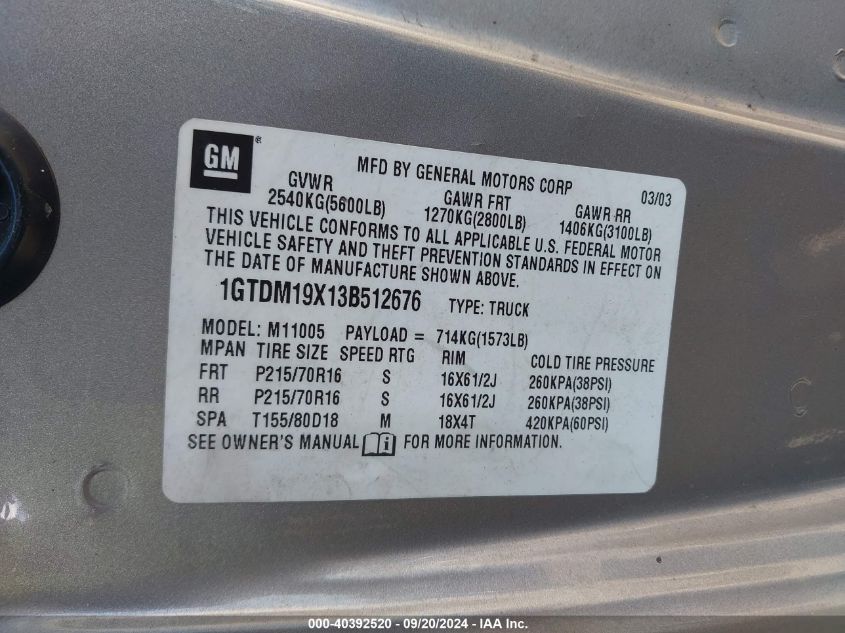 GM ®
MFD BY GENERAL MOTORS CORP 03/03
GVWR GAWR FRT GAWR RR
2540KG(5600LB) 1270KG(2800LB) 1406KG(3100LB)
THIS VEHICLE CONFORMS TO ALL APPLICABLE U.S. FEDERAL MOTOR
VEHICLE SAFETY AND THEFT PREVENTION STANDARDS IN EFFECT ON
THE DATE OF MANUFACTURE SHOWN ABOVE.
1GTDM19X13B512676 TYPE: TRUCK
MODEL: M11005 PAYLOAD = 714KG(1573LB)
MPAN TIRE SIZE SPEED RTG RIM COLD TIRE PRESSURE
FRT P215/70R16 S 16X61/2J 260KPA(38PSI)
RR P215/70R16 S 16X61/2J 260KPA(38PSI)
SPA T155/80D18 M 18X4T 420KPA(60PSI)
SEE OWNER'S MANUAL i FOR MORE INFORMATION.
000-40392520 - 09/20/2024 - IAA Inc.